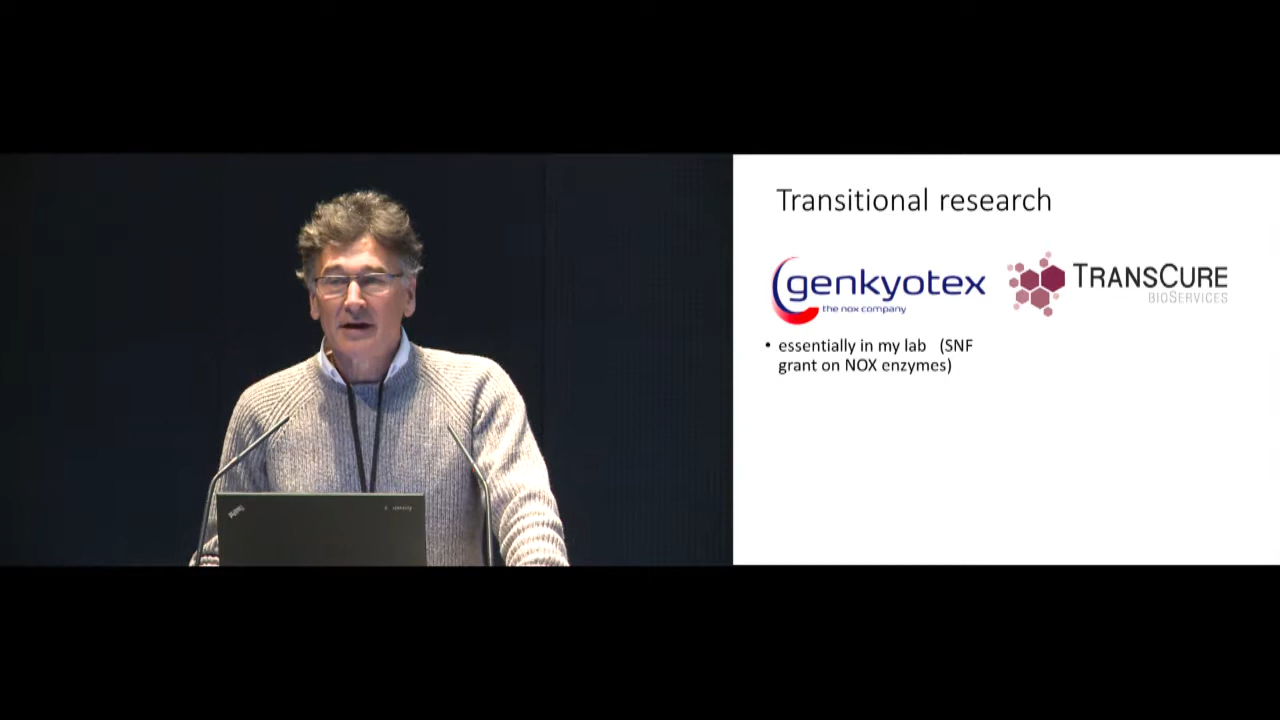 Transitional research
genkyotex
the nox company
TRANSCURE
BIOSERVICES
• essentially in my lab (SNF
grant on NOX enzymes)